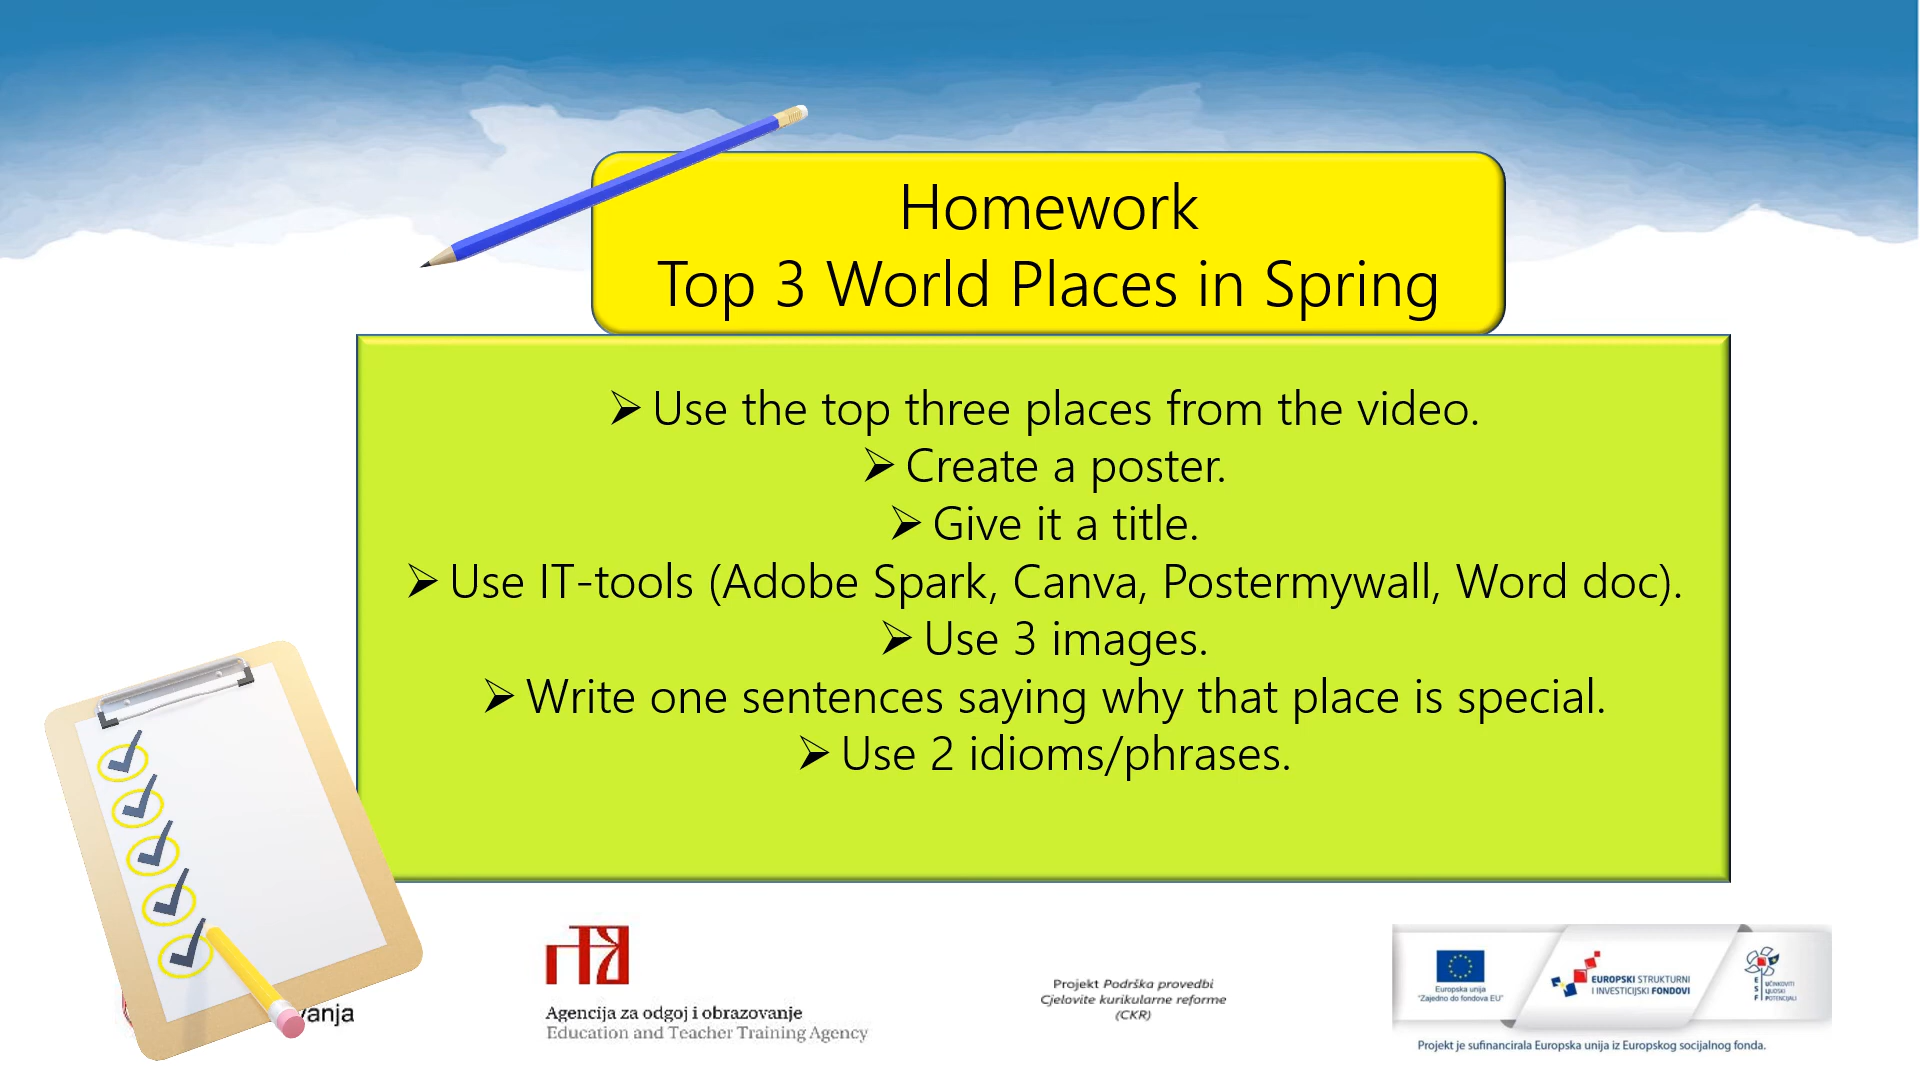 Homework
Top 3 World Places in Spring
➢ Use the top three places from the video.
➢ Create a poster.
➢ Give it a title.
➢ Use IT-tools (Adobe Spark, Canva, Postermywall, Word doc).
➢ Use 3 images.
➢ Write one sentences saying why that place is special.
➢ Use 2 idioms/phrases.
Agencija za odgoj i obrazovanje
Education and Teacher Training Agency
Projekt Podrška provedbi
Cjelovite kurikularne reforme
(CKR)
Europska unija
"Zajedno do fondova EU"
EUROPSKI STRUKTURNI
I INVESTICIJSKI FONDOVI
ESF
UČINKOVITI
LJUDSKI
POTENCIJALI
Projekt je sufinancirala Europska unija iz Europskog socijalnog fonda.